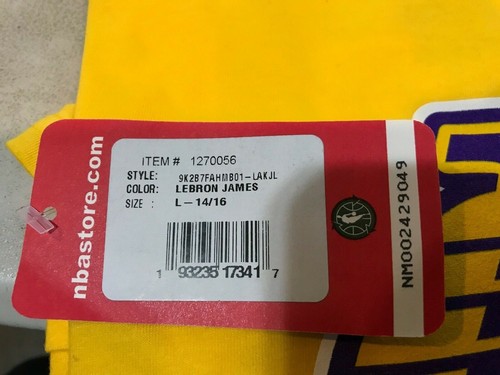 nbastore.com
ITEM # 1270056
STYLE: 9K2B7FAHMB01-LAKJL
COLOR: LEBRON JAMES
SIZE : L-14/16
1 93235 17341 7
NM002429049